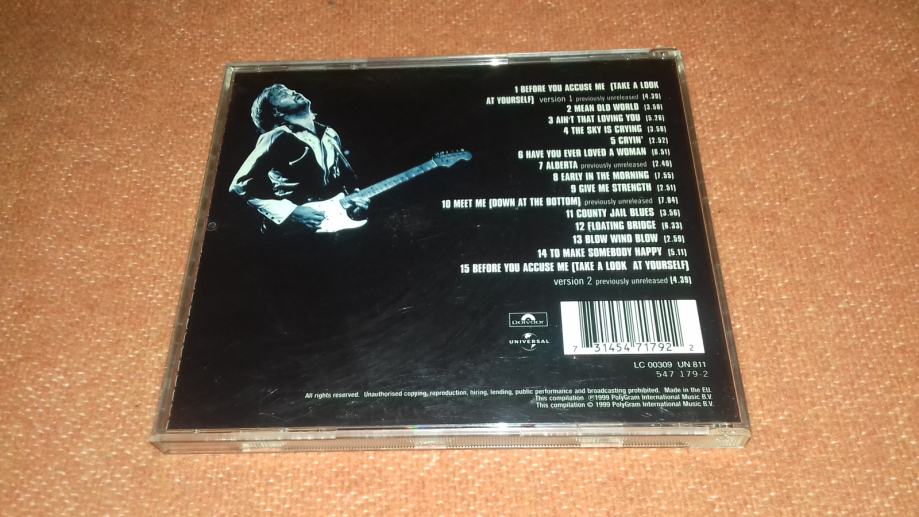 1 BEFORE YOU ACCUSE ME [TAKE A LOOK
AT YOURSELF] version 1 previously unreleased [4.39]
2 MEAN OLD WORLD [3.50]
3 AIN'T THAT LOVING YOU [5.26]
4 THE SKY IS CRYING [3.58]
5 CRYIN' [2.52]
6 HAVE YOU EVER LOVED A WOMAN [6.51]
7 ALBERTA previously unreleased [2.40]
8 EARLY IN THE MORNING [7.55]
9 GIVE ME STRENGTH [2.51]
10 MEET ME [DOWN AT THE BOTTOM] previously unreleased [7.04]
11 COUNTY JAIL BLUES [3.56]
12 FLOATING BRIDGE [6.33]
13 BLOW WIND BLOW [2.59]
14 TO MAKE SOMEBODY HAPPY [5.11]
15 BEFORE YOU ACCUSE ME [TAKE A LOOK AT YOURSELF]
version 2 previously unreleased [4.39]
polydor
UNIVERSAL
7 31454 71792 2
LC 00309 UN 811
547 179-2
All rights reserved. Unauthorised copying, reproduction, hiring, lending, public performance and broadcasting prohibited. Made in the EU.
This compilation ℗ 1999 PolyGram International Music B.V.
This compilation © 1999 PolyGram International Music B.V.